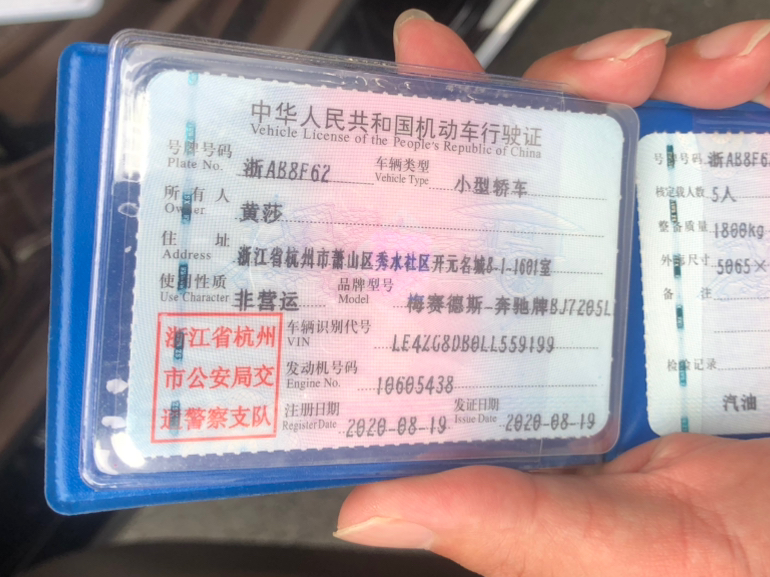 中华人民共和国机动车行驶证
Vehicle License of the People's Republic of China
号牌号码 浙AB8F62 车辆类型 小型轿车
Plate No. Vehicle Type
所有人 黄莎
Owner
住址 浙江省杭州市萧山区秀水社区开元名城8-1-1601室
Address
使用性质 非营运 品牌型号 梅赛德斯-奔驰牌BJ7205L
Use Character Model
浙江省杭州
市公安局交
通警察支队
车辆识别代号 LE4ZG8DB0LL559199
VIN
发动机号码 10605438
Engine No.
注册日期 2020-08-19 发证日期 2020-08-19
Register Date Issue Date
号牌号码 浙AB8F6
核定载人数 5人
整备质量 1800kg
外廓尺寸 5065×
备注
检验记录
汽油